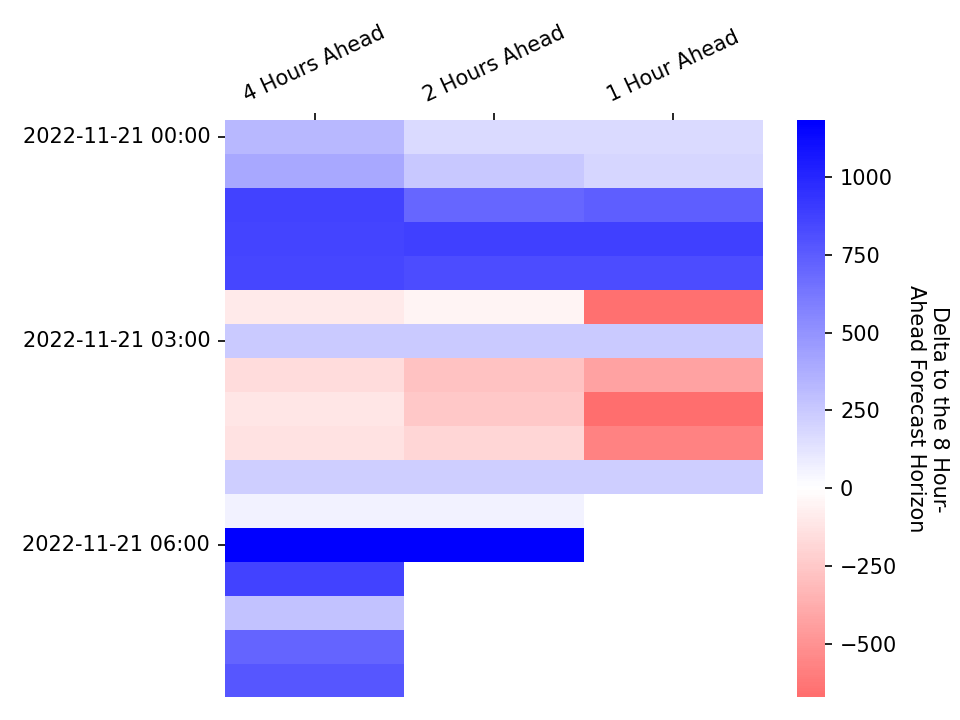 4 Hours Ahead
2 Hours Ahead
1 Hour Ahead
2022-11-21 00:00
2022-11-21 03:00
2022-11-21 06:00
1000
750
500
250
0
−250
−500
Delta to the 8 Hour-
Ahead Forecast Horizon